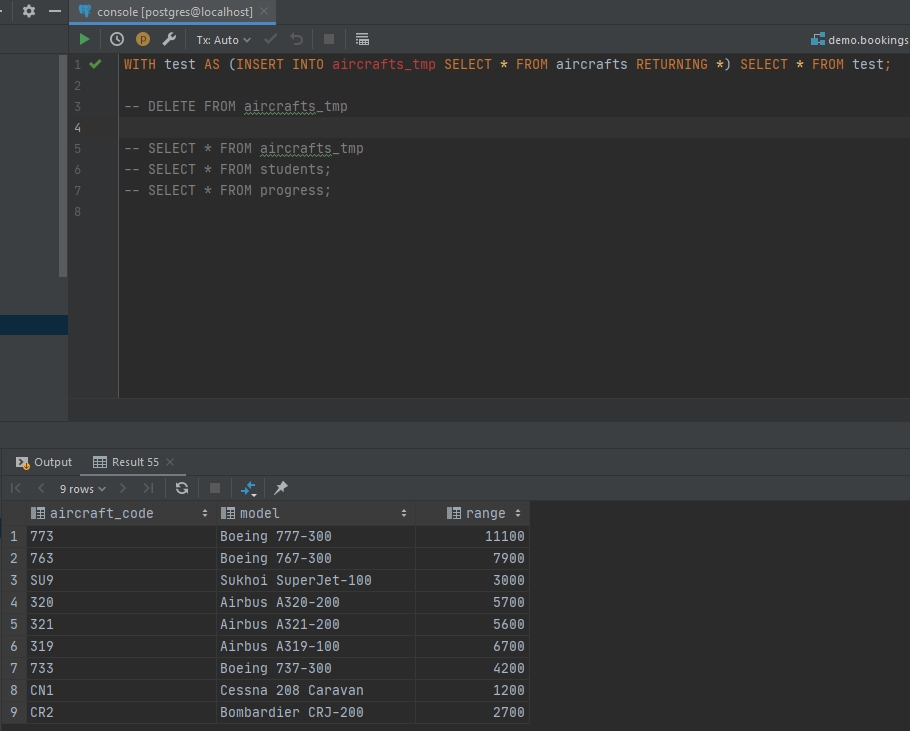 console [postgres@localhost]
Tx: Auto
demo.bookings
1 WITH test AS (INSERT INTO aircrafts_tmp SELECT * FROM aircrafts RETURNING *) SELECT * FROM test;
2
3 -- DELETE FROM aircrafts_tmp
4
5 -- SELECT * FROM aircrafts_tmp
6 -- SELECT * FROM students;
7 -- SELECT * FROM progress;
8
Output Result 55
9 rows
aircraft_code model range
1 773 Boeing 777-300 11100
2 763 Boeing 767-300 7900
3 SU9 Sukhoi SuperJet-100 3000
4 320 Airbus A320-200 5700
5 321 Airbus A321-200 5600
6 319 Airbus A319-100 6700
7 733 Boeing 737-300 4200
8 CN1 Cessna 208 Caravan 1200
9 CR2 Bombardier CRJ-200 2700